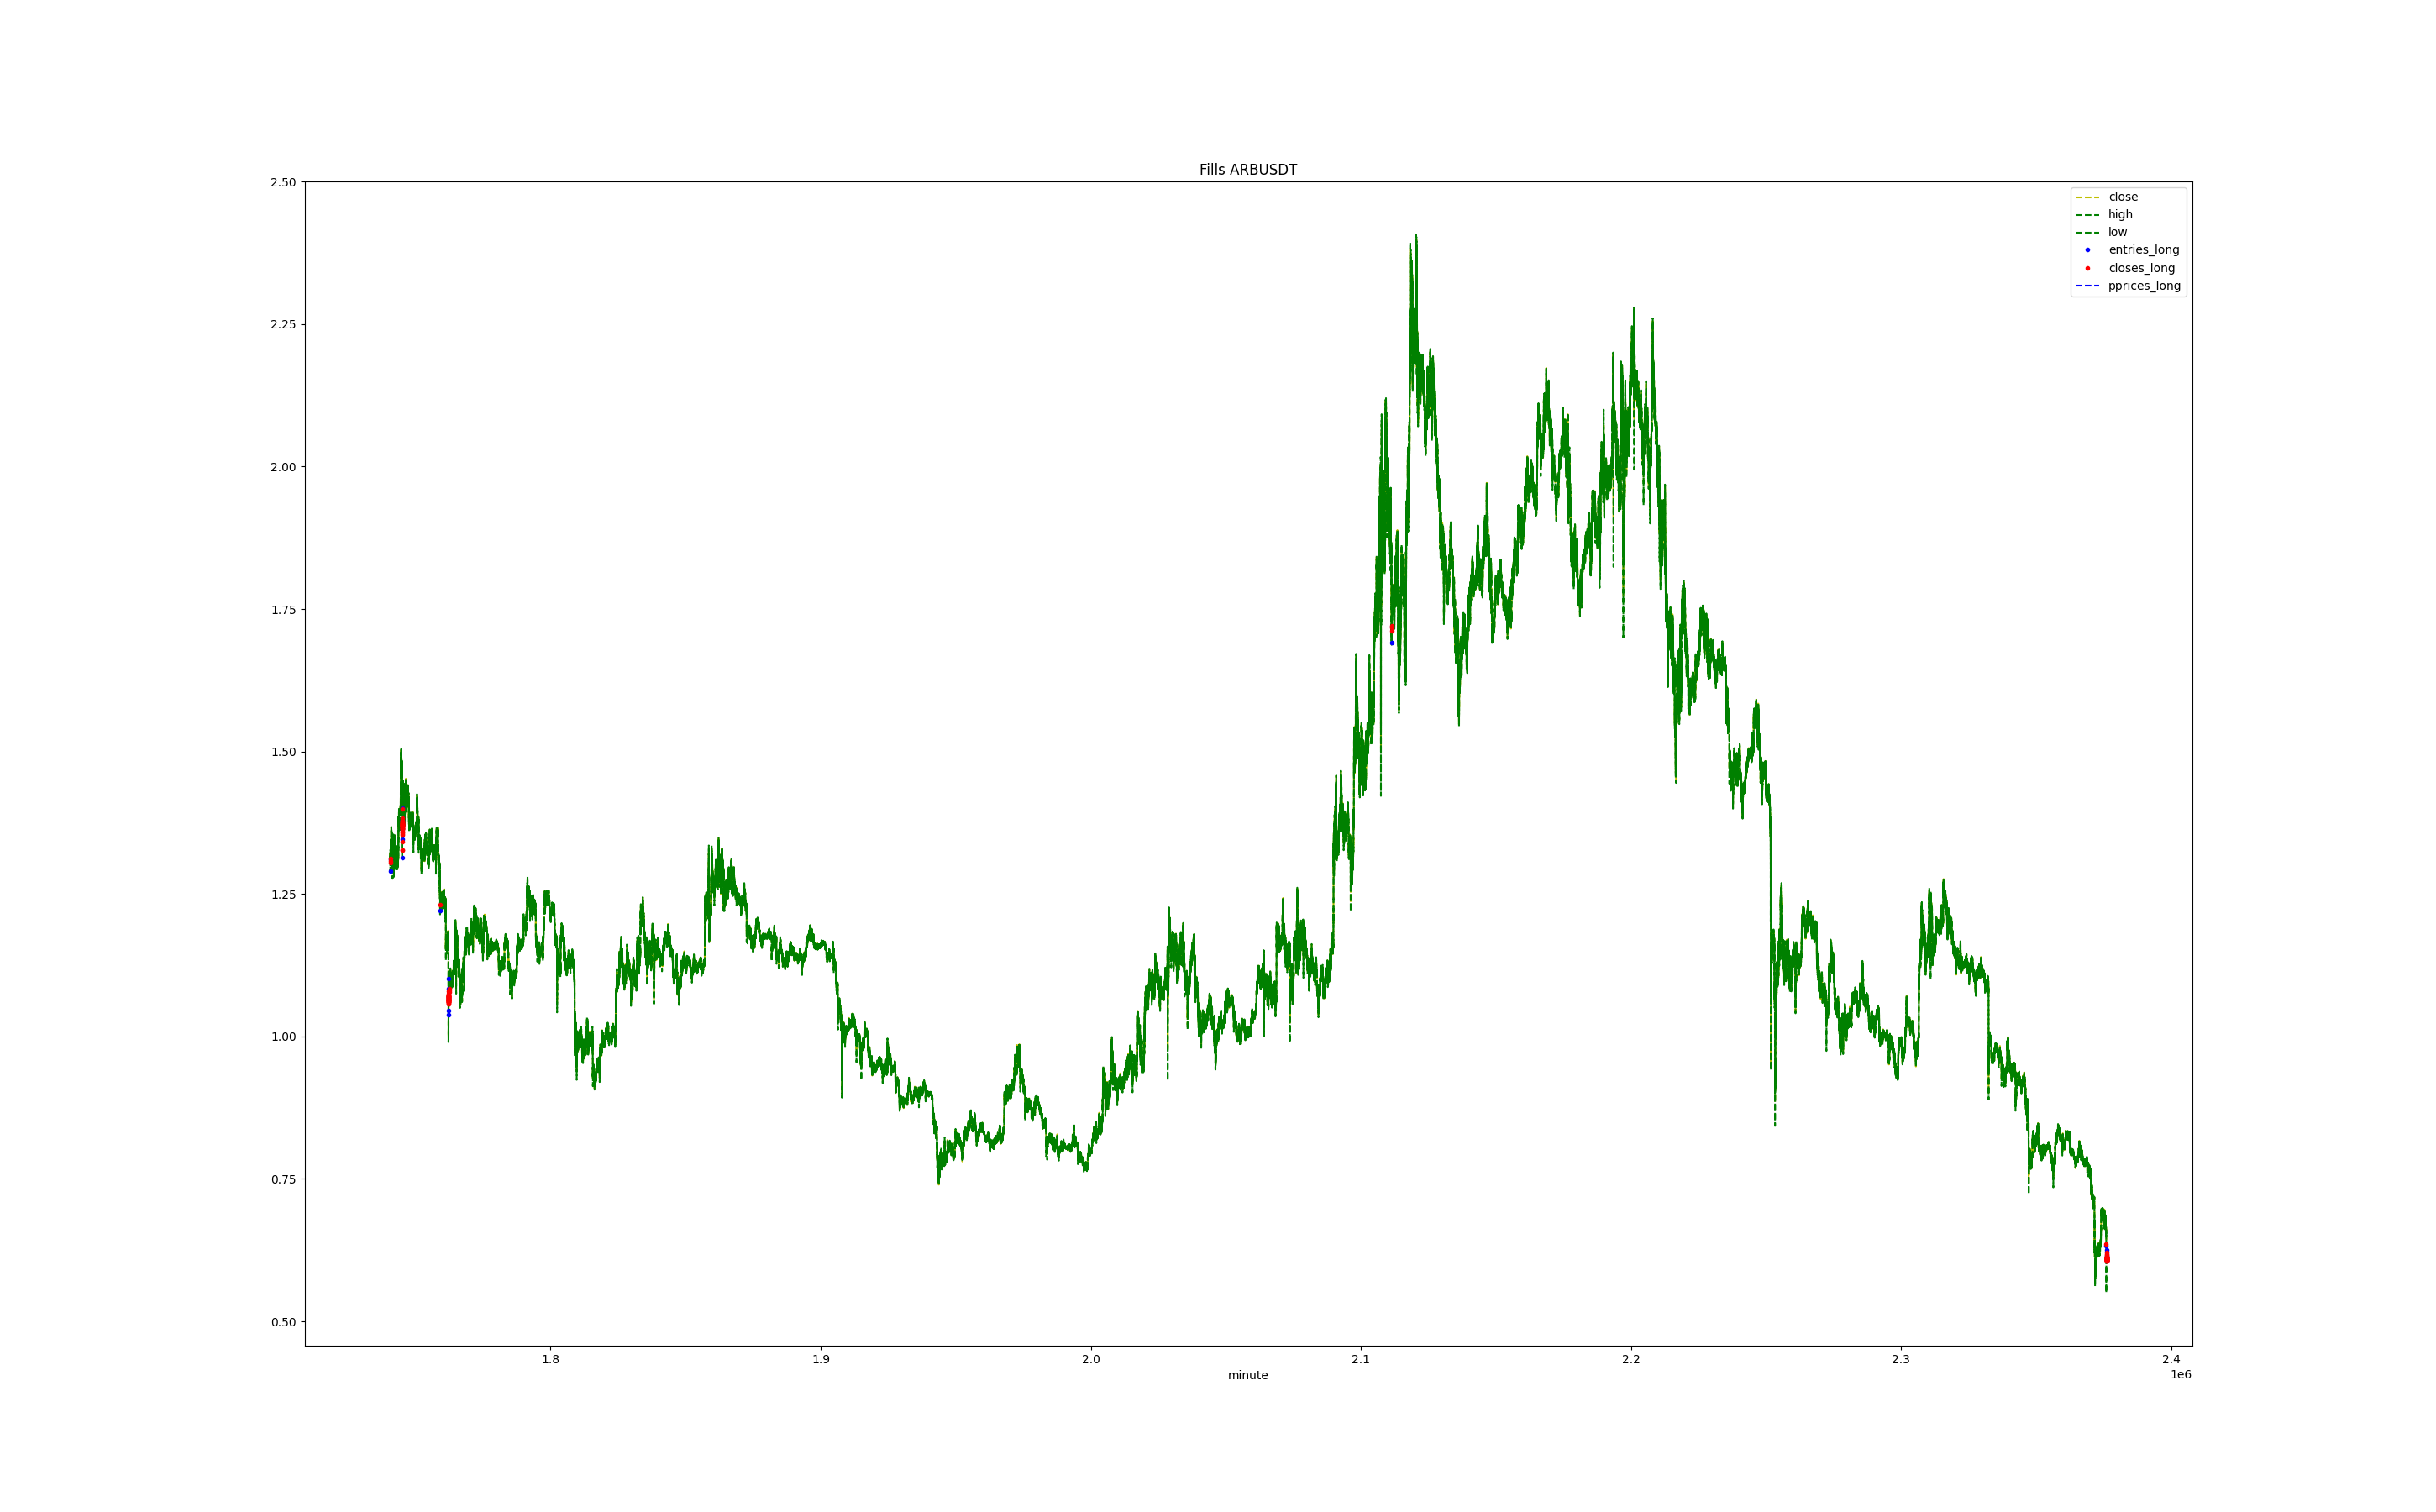 Fills ARBUSDT
2.50
2.25
2.00
1.75
1.50
1.25
1.00
0.75
0.50
close
high
low
entries_long
closes_long
pprices_long
1.8
1.9
2.0
2.1
2.2
2.3
2.4
1e6
minute